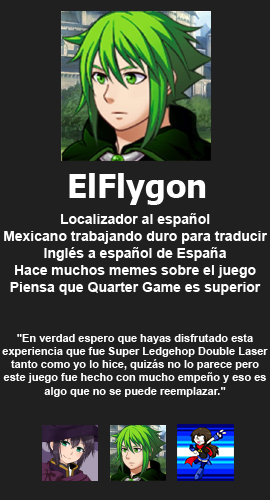 ElFlygon
Localizador al español
Mexicano trabajando duro para traducir
Inglés a español de España
Hace muchos memes sobre el juego
Piensa que Quarter Game es superior
"En verdad espero que hayas disfrutado esta
experiencia que fue Super Ledgehop Double Laser
tanto como yo lo hice, quizás no lo parece pero
este juego fue hecho con mucho empeño y eso es
algo que no se puede reemplazar."